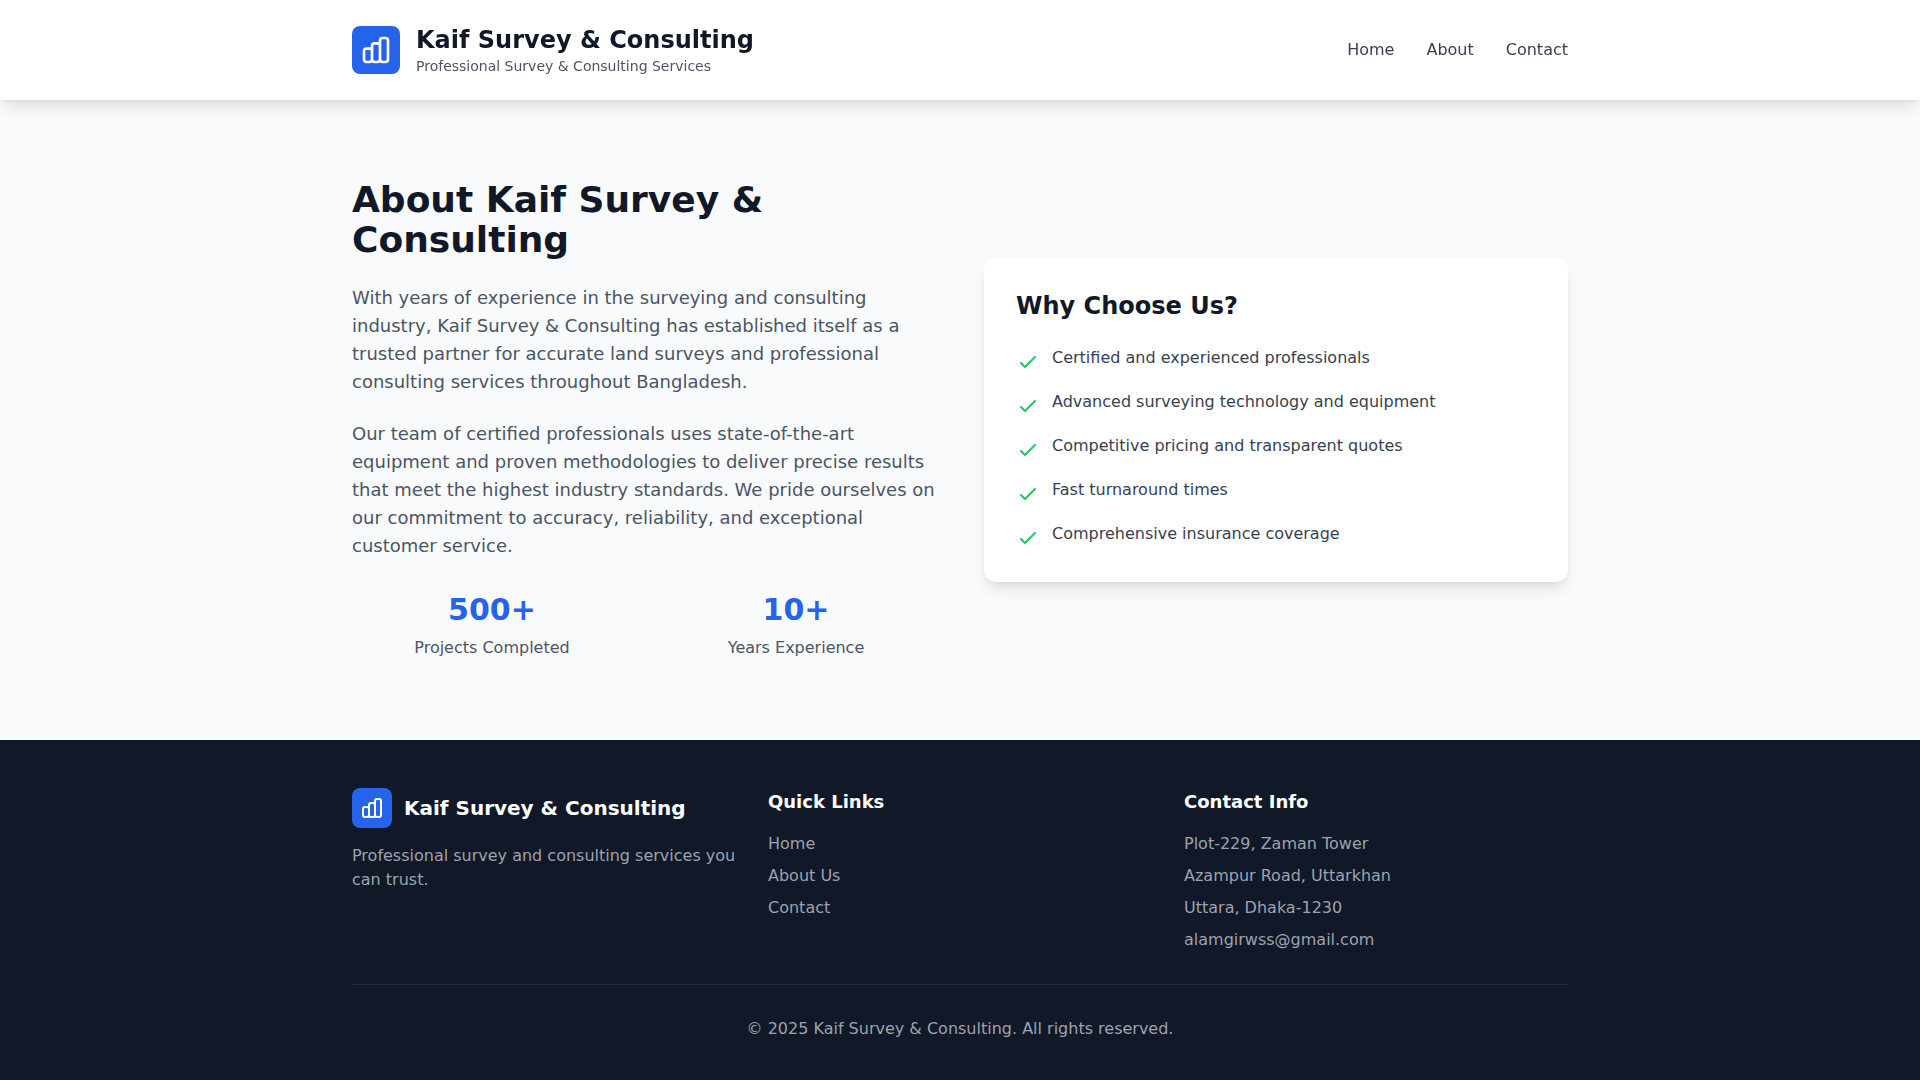 Kaif Survey & Consulting
Professional Survey & Consulting Services
Home
About
Contact
About Kaif Survey &
Consulting
With years of experience in the surveying and consulting
industry, Kaif Survey & Consulting has established itself as a
trusted partner for accurate land surveys and professional
consulting services throughout Bangladesh.
Our team of certified professionals uses state-of-the-art
equipment and proven methodologies to deliver precise results
that meet the highest industry standards. We pride ourselves on
our commitment to accuracy, reliability, and exceptional
customer service.
500+
Projects Completed
10+
Years Experience
Why Choose Us?
Certified and experienced professionals
Advanced surveying technology and equipment
Competitive pricing and transparent quotes
Fast turnaround times
Comprehensive insurance coverage
Kaif Survey & Consulting
Professional survey and consulting services you
can trust.
Quick Links
Home
About Us
Contact
Contact Info
Plot-229, Zaman Tower
Azampur Road, Uttarkhan
Uttara, Dhaka-1230
alamgirwss@gmail.com
© 2025 Kaif Survey & Consulting. All rights reserved.